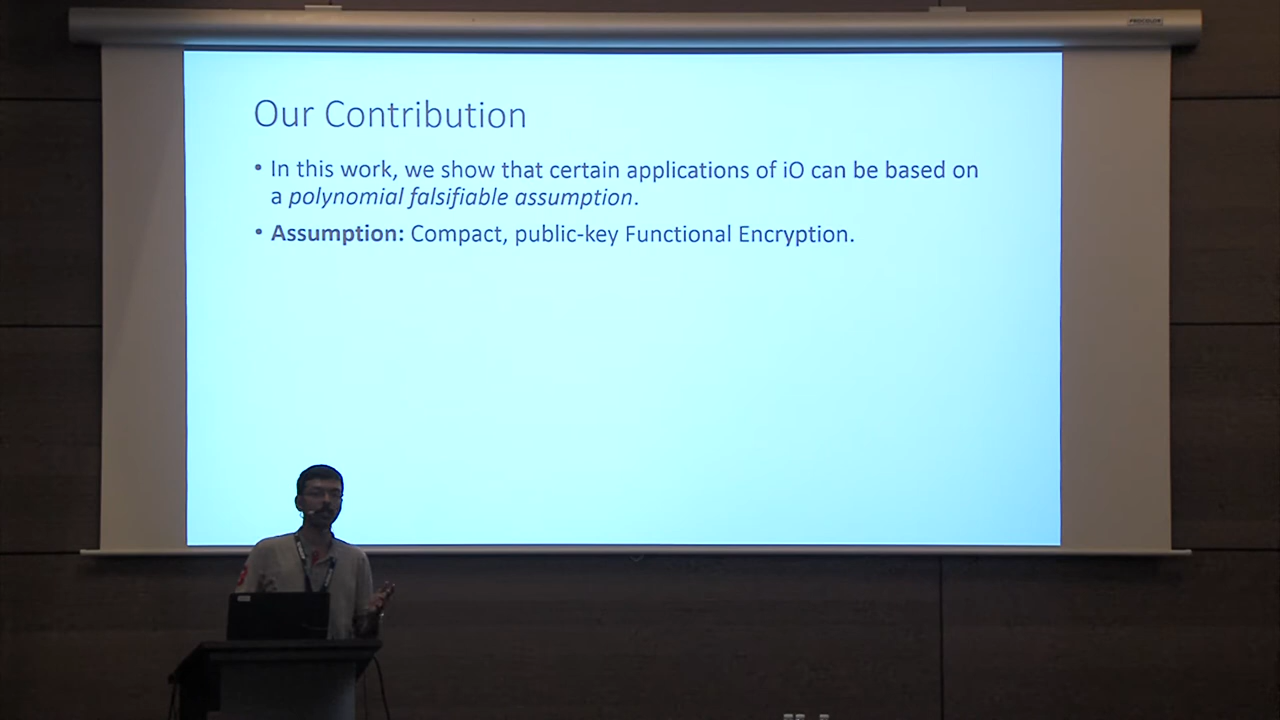 PROCOLOR
Our Contribution
• In this work, we show that certain applications of iO can be based on
a polynomial falsifiable assumption.
• Assumption: Compact, public-key Functional Encryption.